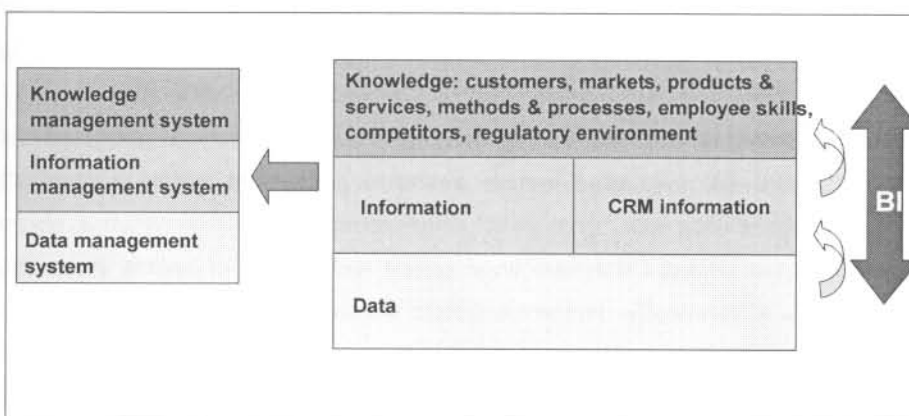 Knowledge
management system
Information
management system
Data management
system
Knowledge: customers, markets, products &
services, methods & processes, employee skills,
competitors, regulatory environment
Information
CRM information
Data
BI